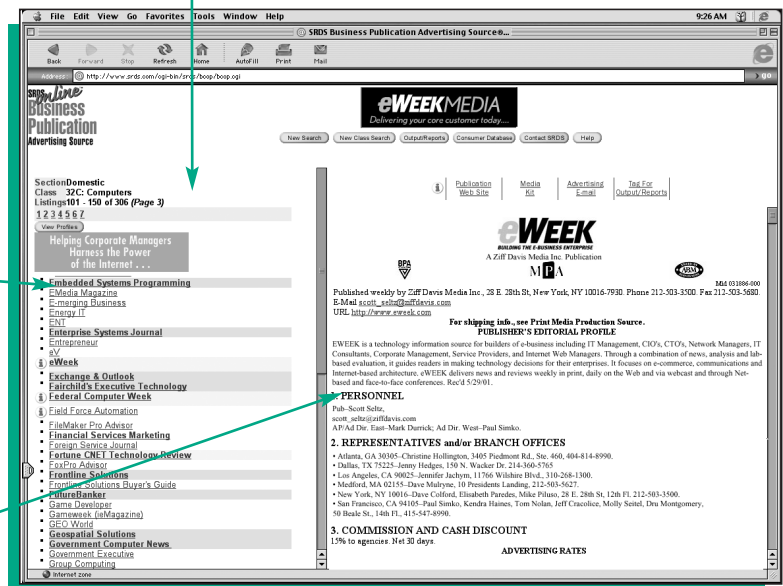 File Edit View Go Favorites Tools Window Help
9:26 AM
SRDS Business Publication Advertising Source®...
Back Forward Stop Refresh Home AutoFill Print Mail
Address http://www.srds.com/cgi-bin/srds/bcap/bcap.cgi
go
SRDS Online
Business
Publication
Advertising Source
eWEEKMEDIA
Delivering your core customer today....
New Search New Class Search Output/Reports Consumer Database Contact SRDS Help
SectionDomestic
Class 32C: Computers
Listings101 - 150 of 306 (Page 3)
1 2 3 4 5 6 7
View Profiles
Helping Corporate Managers
Harness the Power
of the Internet . . .
Embedded Systems Programming
EMedia Magazine
E-merging Business
Energy IT
ENT
Enterprise Systems Journal
Entrepreneur
eV
eWeek
Exchange & Outlook
Fairchild's Executive Technology
Federal Computer Week
Field Force Automation
FileMaker Pro Advisor
Financial Services Marketing
Foreign Service Journal
Fortune CNET Technology Review
FoxPro Advisor
Frontline Solutions
Frontline Solutions Buyer's Guide
FutureBanker
Game Developer
Gameweek (ieMagazine)
GEO World
Geospatial Solutions
Government Computer News
Government Executive
Group Computing
Internet zone
Publication Web Site
Media Kit
Advertising E-mail
Tag For Output/Reports
eWEEK
BUILDING THE E-BUSINESS ENTERPRISE
A Ziff Davis Media Inc. Publication
BPA
MPA
ABM
Mid 031886-000
Published weekly by Ziff Davis Media Inc., 28 E. 28th St, New York, NY 10016-7930. Phone 212-503-3500. Fax 212-503-5680.
E-Mail scott_seltz@ziffdavis.com
URL http://www.eweek.com
For shipping info., see Print Media Production Source.
PUBLISHER'S EDITORIAL PROFILE
EWEEK is a technology information source for builders of e-business including IT Management, CIO's, CTO's, Network Managers, IT
Consultants, Corporate Management, Service Providers, and Internet Web Managers. Through a combination of news, analysis and lab-
based evaluation, it guides readers in making technology decisions for their enterprises. It focuses on e-commerce, communications and
Internet-based architecture. eWEEK delivers news and reviews weekly in print, daily on the Web and via webcast and through Net-
based and face-to-face conferences. Rec'd 5/29/01.
1. PERSONNEL
Pub–Scott Seltz,
scott_seltz@ziffdavis.com
AP/Ad Dir. East–Mark Durrick; Ad Dir. West–Paul Simko.
2. REPRESENTATIVES and/or BRANCH OFFICES
• Atlanta, GA 30305–Christine Hollington, 3405 Piedmont Rd., Ste. 460, 404-814-8990.
• Dallas, TX 75225–Jenny Hedges, 150 N. Wacker Dr. 214-360-5765
• Los Angeles, CA 90025–Jennifer Jachym, 11766 Wilshire Blvd., 310-268-1300.
• Medford, MA 02155–Dave Mulryne, 10 Presidents Landing, 212-503-5627.
• New York, NY 10016–Dave Colford, Elisabeth Paredes, Mike Piluso, 28 E. 28th St, 12th Fl. 212-503-3500.
• San Francisco, CA 94105–Paul Simko, Kendra Haines, Tom Nolan, Jeff Cracolice, Molly Seitel, Dru Montgomery,
50 Beale St., 14th Fl., 415-547-8990.
3. COMMISSION AND CASH DISCOUNT
15% to agencies. Net 30 days.
ADVERTISING RATES